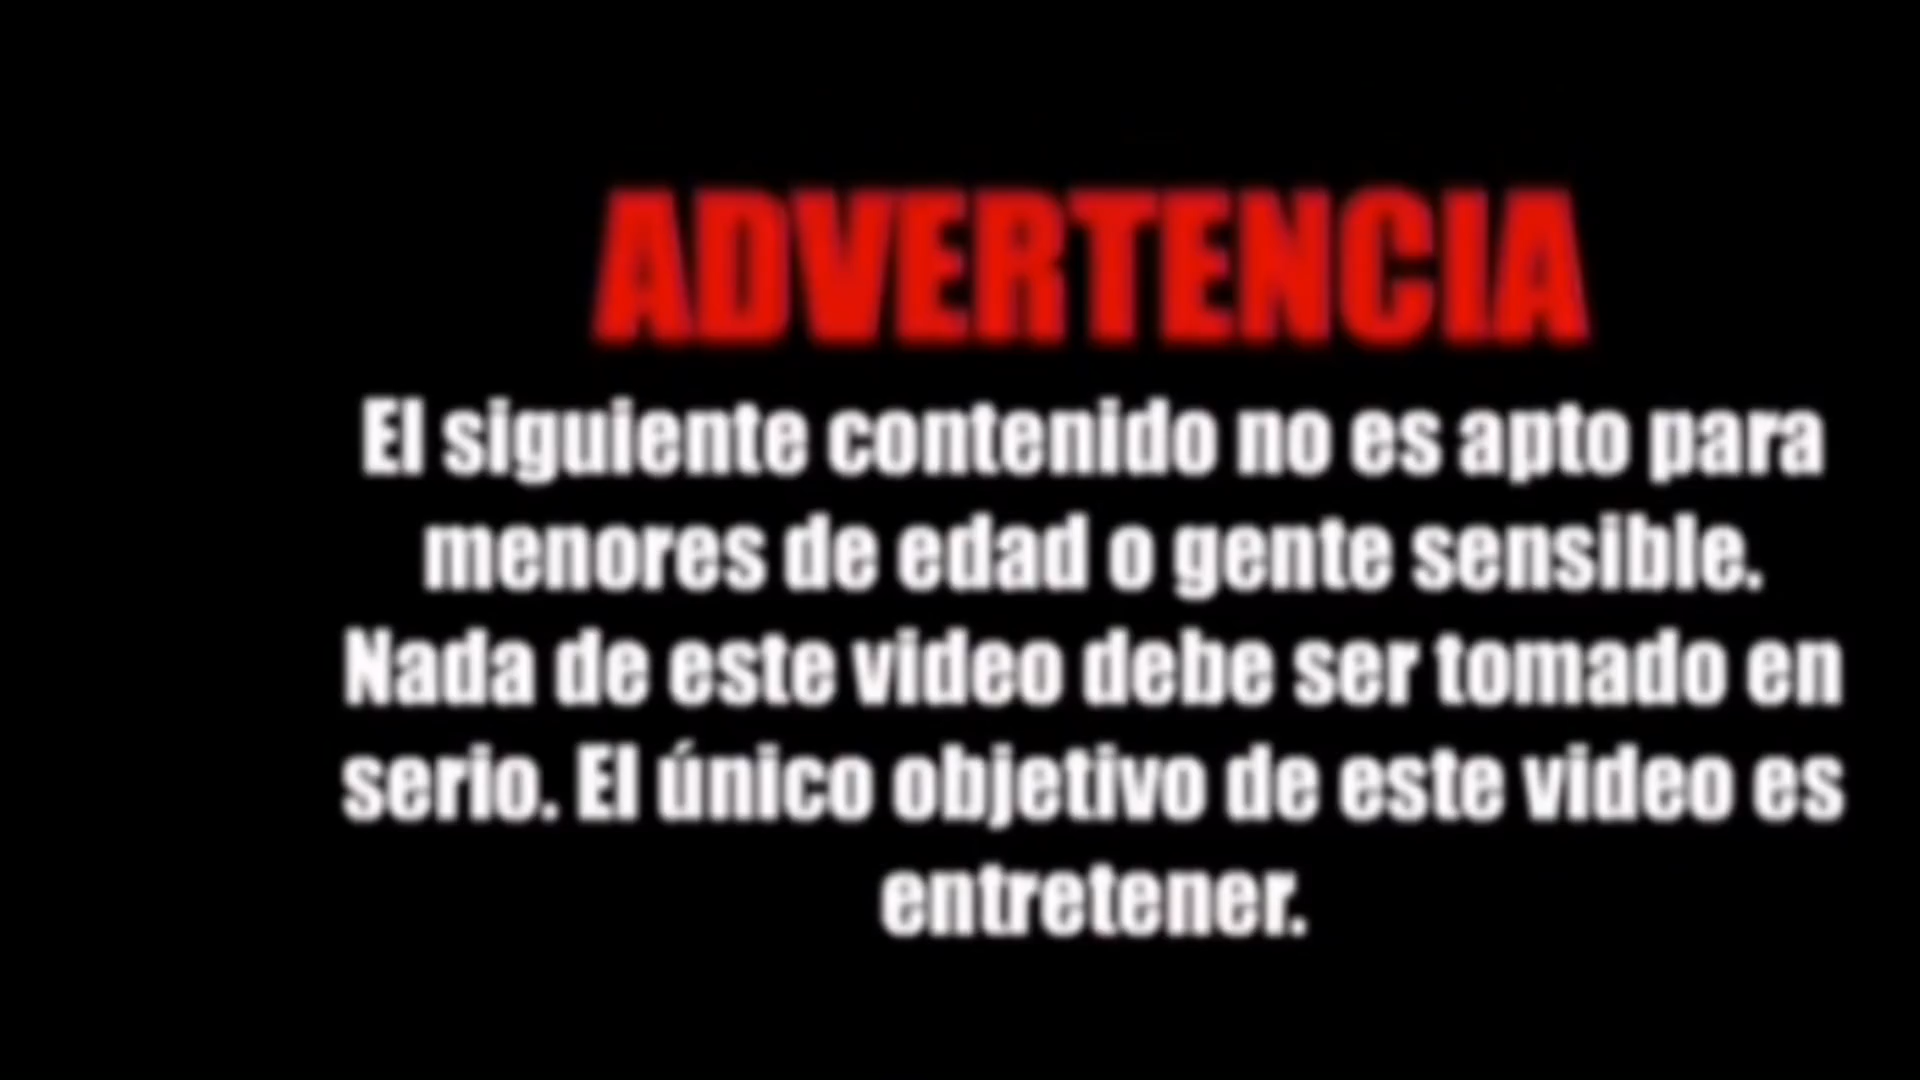 ADVERTENCIA
El siguiente contenido no es apto para
menores de edad o gente sensible.
Nada de este video debe ser tomado en
serio. El único objetivo de este video es
entretener.